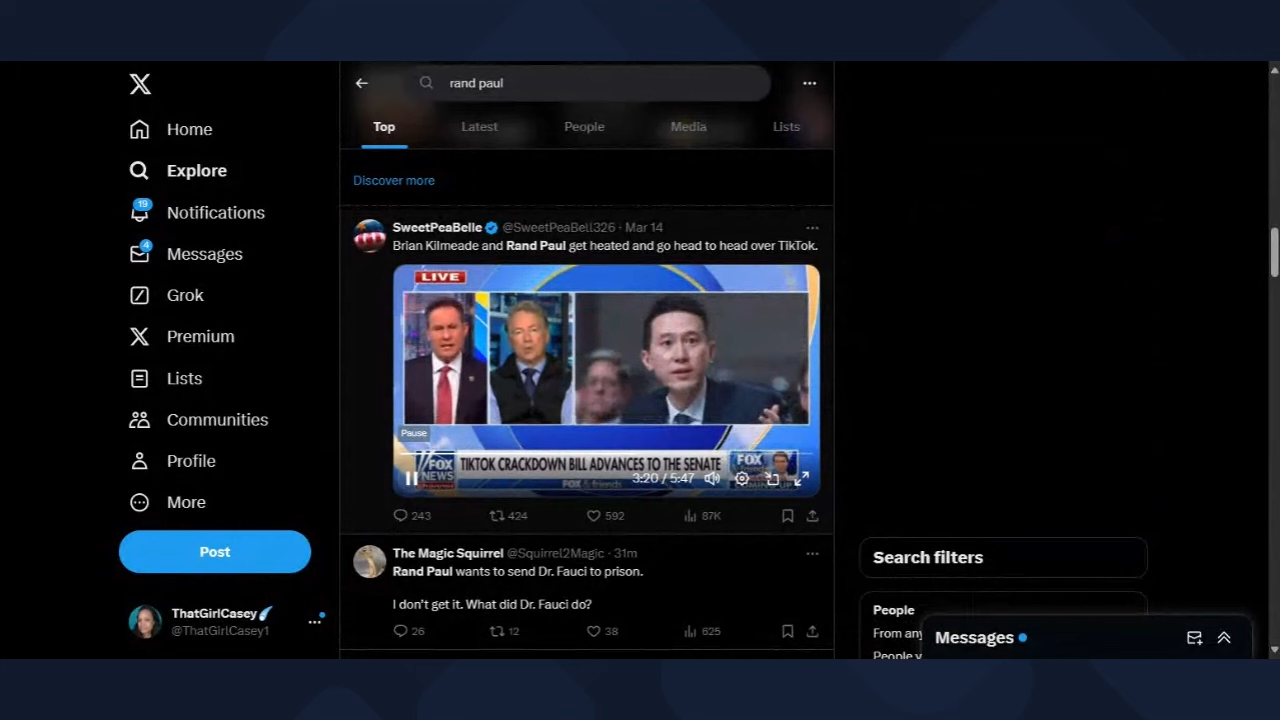 rand paul
Top
Latest
People
Media
Lists
Home
Explore
19
Notifications
4
Messages
Grok
Premium
Lists
Communities
Profile
More
Post
ThatGirlCasey
@ThatGirlCasey1
Discover more
SweetPeaBelle @SweetPeaBell326 · Mar 14
Brian Kilmeade and Rand Paul get heated and go head to head over TikTok.
LIVE
Pause
FOX NEWS
TIKTOK CRACKDOWN BILL ADVANCES TO THE SENATE
FOX
FOX & friends
3:20 / 5:47
243
424
592
87K
The Magic Squirrel @Squirrel2Magic · 31m
Rand Paul wants to send Dr. Fauci to prison.
I don't get it. What did Dr. Fauci do?
26
12
38
625
Search filters
People
From any
People y
Messages